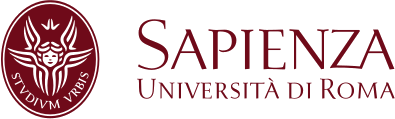 STVDIVM VRBIS
SAPIENZA
UNIVERSITÀ DI ROMA